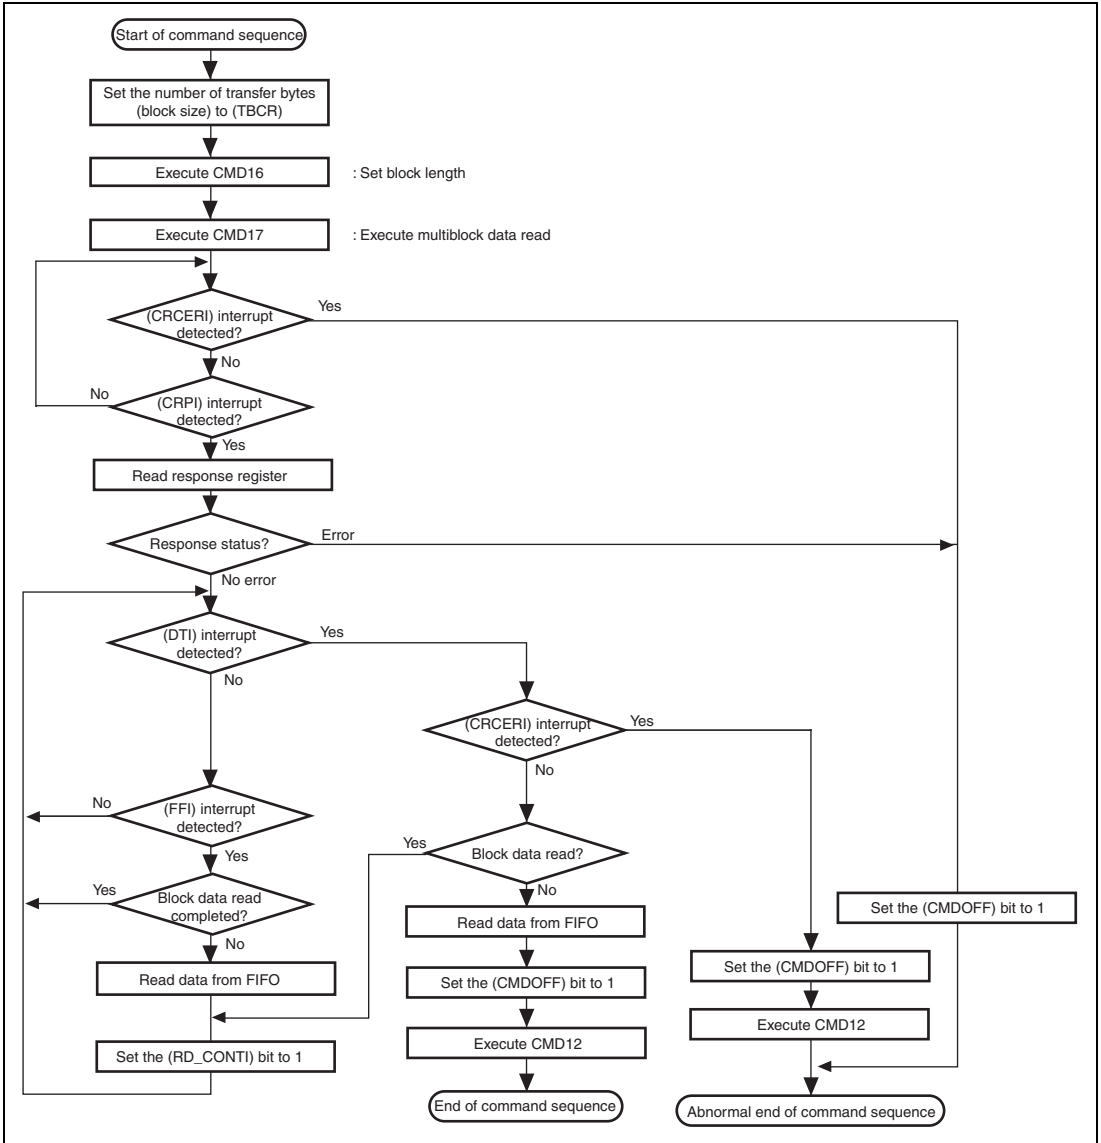 Start of command sequence
Set the number of transfer bytes
(block size) to (TBCR)
Execute CMD16
: Set block length
Execute CMD17
: Execute multiblock data read
(CRCERI) interrupt
detected?
Yes
No
(CRPI) interrupt
detected?
No
Yes
Read response register
Response status?
Error
No error
(DTI) interrupt
detected?
Yes
No
(CRCERI) interrupt
detected?
Yes
No
(FFI) interrupt
detected?
No
Yes
Block data read?
Yes
No
Block data read
completed?
Yes
No
Read data from FIFO
Set the (RD_CONTI) bit to 1
Read data from FIFO
Set the (CMDOFF) bit to 1
Execute CMD12
End of command sequence
Set the (CMDOFF) bit to 1
Set the (CMDOFF) bit to 1
Execute CMD12
Abnormal end of command sequence